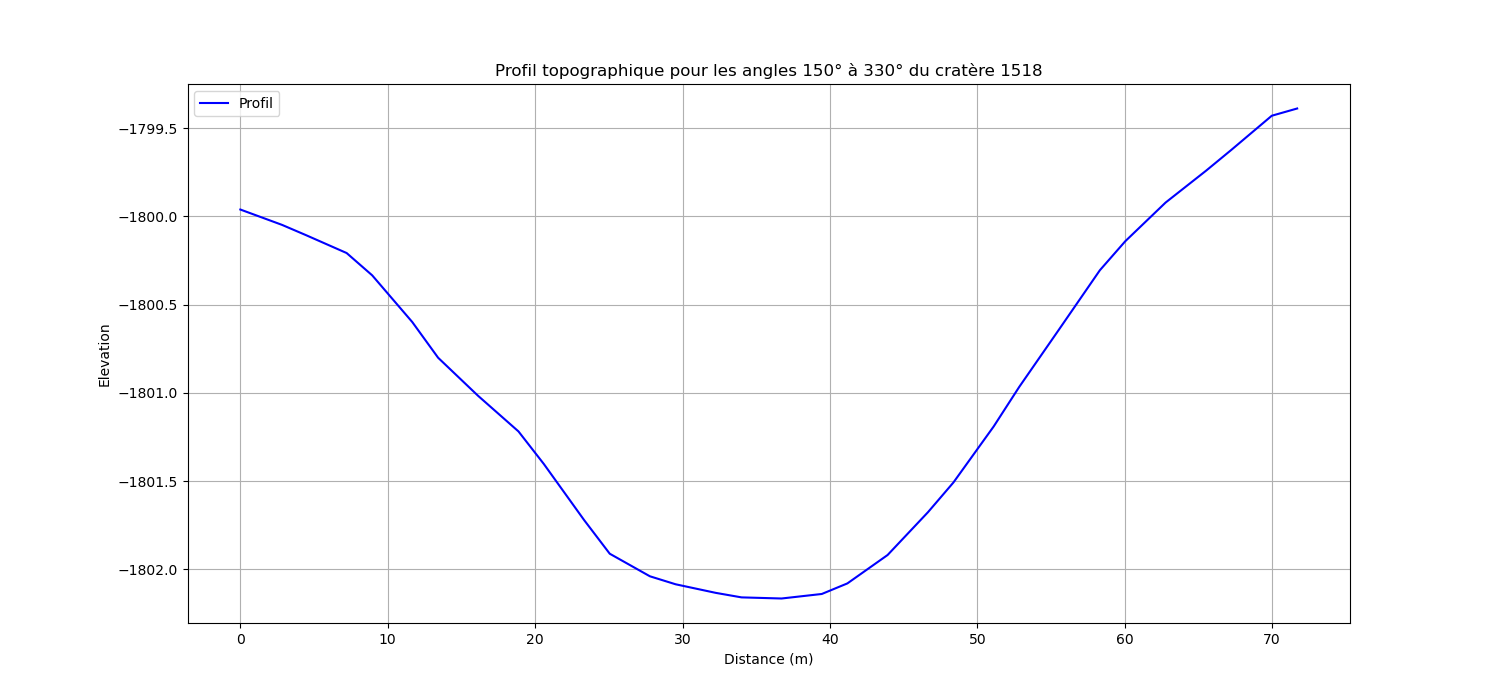 Profil topographique pour les angles 150° à 330° du cratère 1518
Profil
−1799.5
−1800.0
−1800.5
−1801.0
−1801.5
−1802.0
Elevation
0 10 20 30 40 50 60 70
Distance (m)